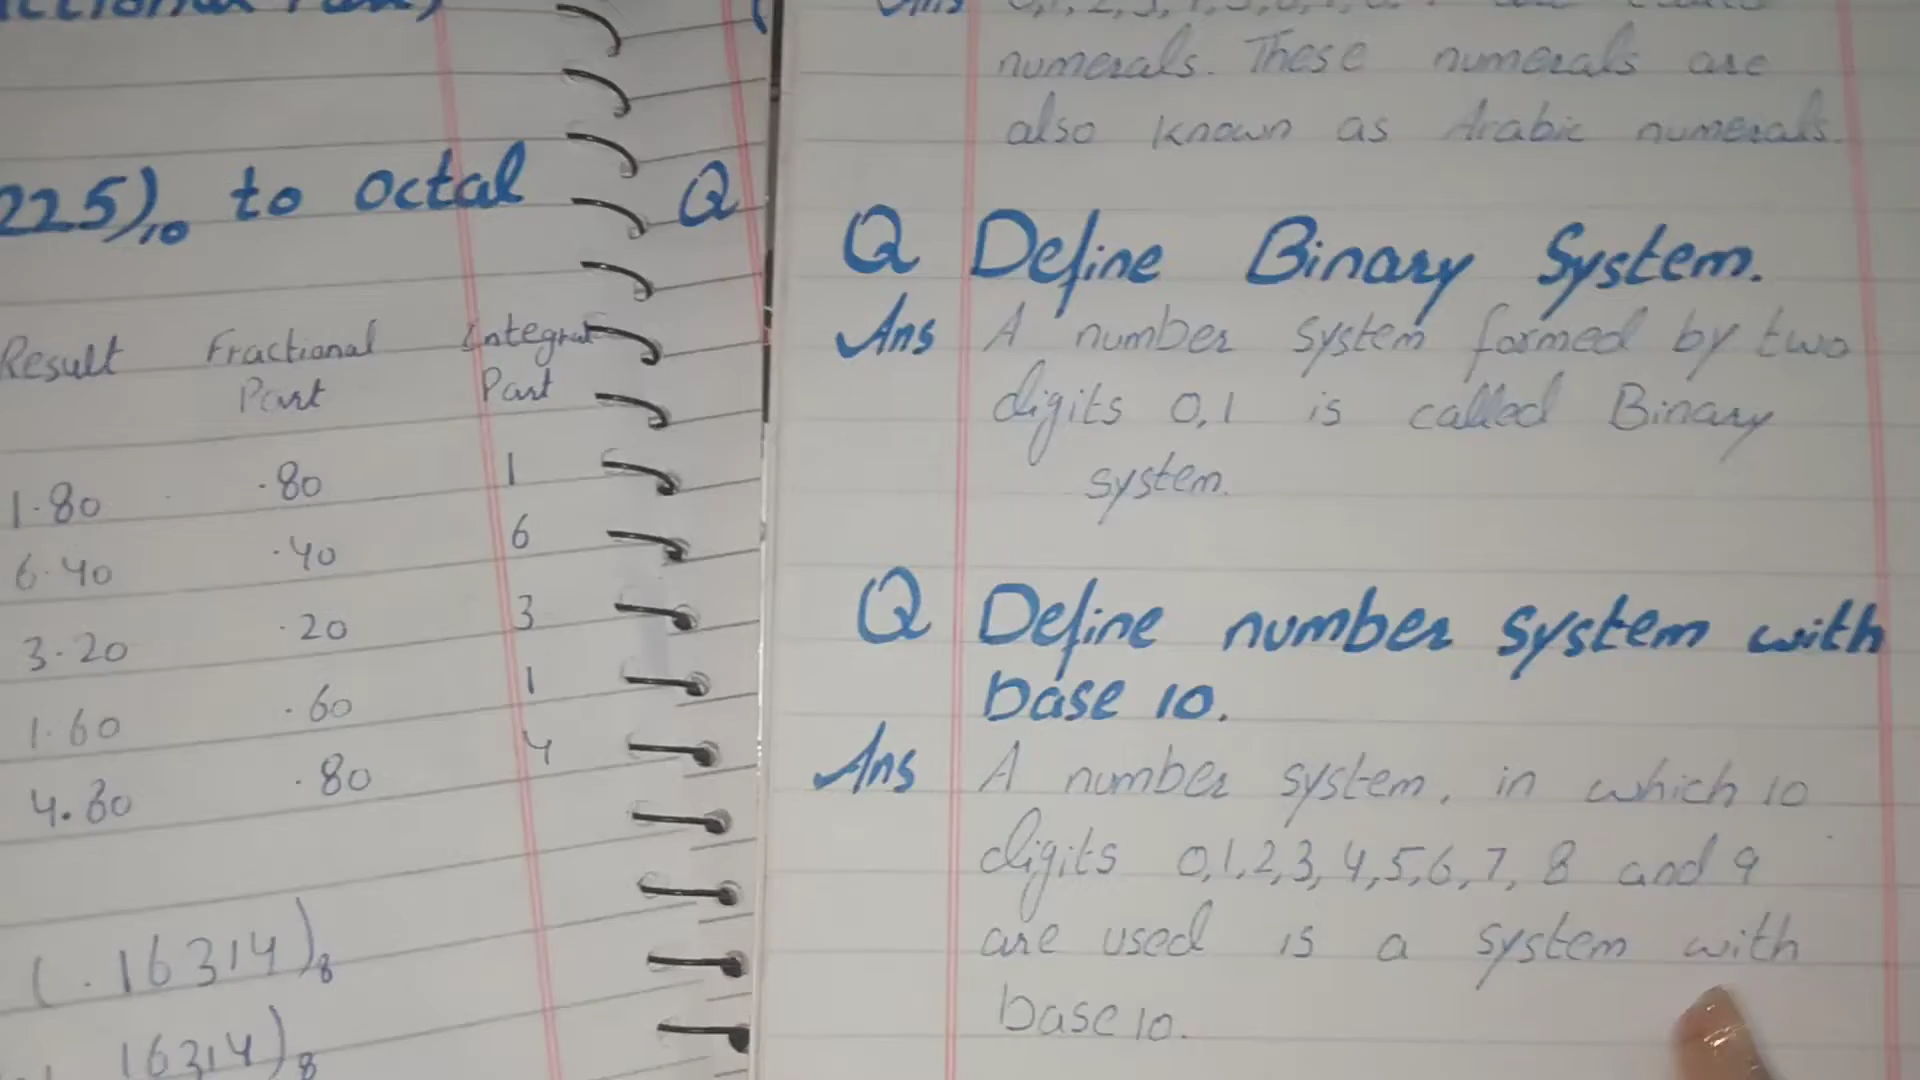 225)₁₀ to Octal
Result Fractional Part Integral Part
1.80 .80 1
6.40 .40 6
3.20 .20 3
1.60 .60 1
4.80 .80 4
(.16314)₈
16314)₈
Q
numerals. These numerals are
also known as Arabic numerals.
Q Define Binary System.
Ans A number system formed by two
digits 0,1 is called Binary
system.
Q Define number system with
base 10.
Ans A number system, in which 10
digits 0,1,2,3,4,5,6,7,8 and 9
are used is a system with
base 10.